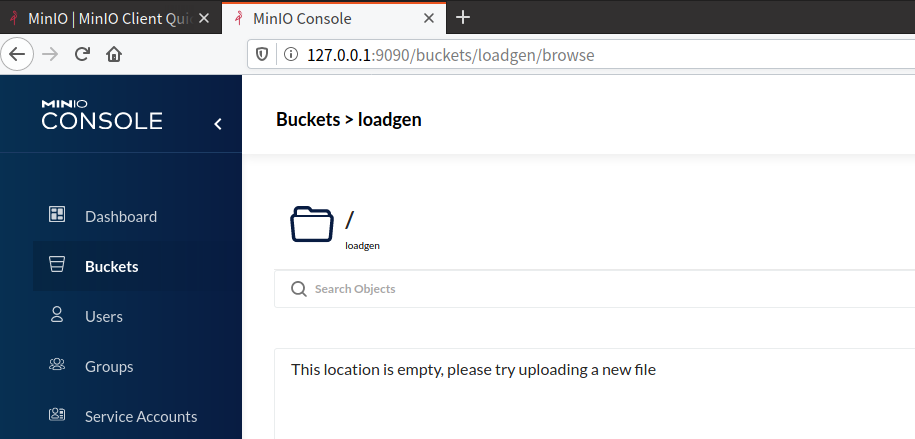 MinIO | MinIO Client Qui
MinIO Console
127.0.0.1:9090/buckets/loadgen/browse
MINIO
CONSOLE
Buckets > loadgen
/
loadgen
Search Objects
This location is empty, please try uploading a new file
Dashboard
Buckets
Users
Groups
Service Accounts